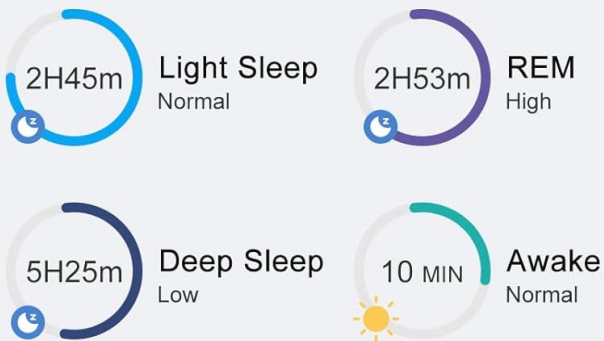 2H45m
Light Sleep
Normal
2H53m
REM
High
5H25m
Deep Sleep
Low
10 MIN
Awake
Normal